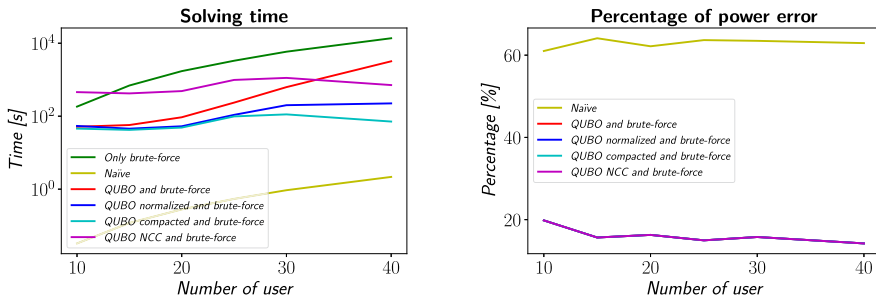 Solving time
Time [s]
10^4
10^2
10^0
Only brute-force
Naïve
QUBO and brute-force
QUBO normalized and brute-force
QUBO compacted and brute-force
QUBO NCC and brute-force
10 20 30 40
Number of user
Percentage of power error
Percentage [%]
60
40
20
Naïve
QUBO and brute-force
QUBO normalized and brute-force
QUBO compacted and brute-force
QUBO NCC and brute-force
10 20 30 40
Number of user